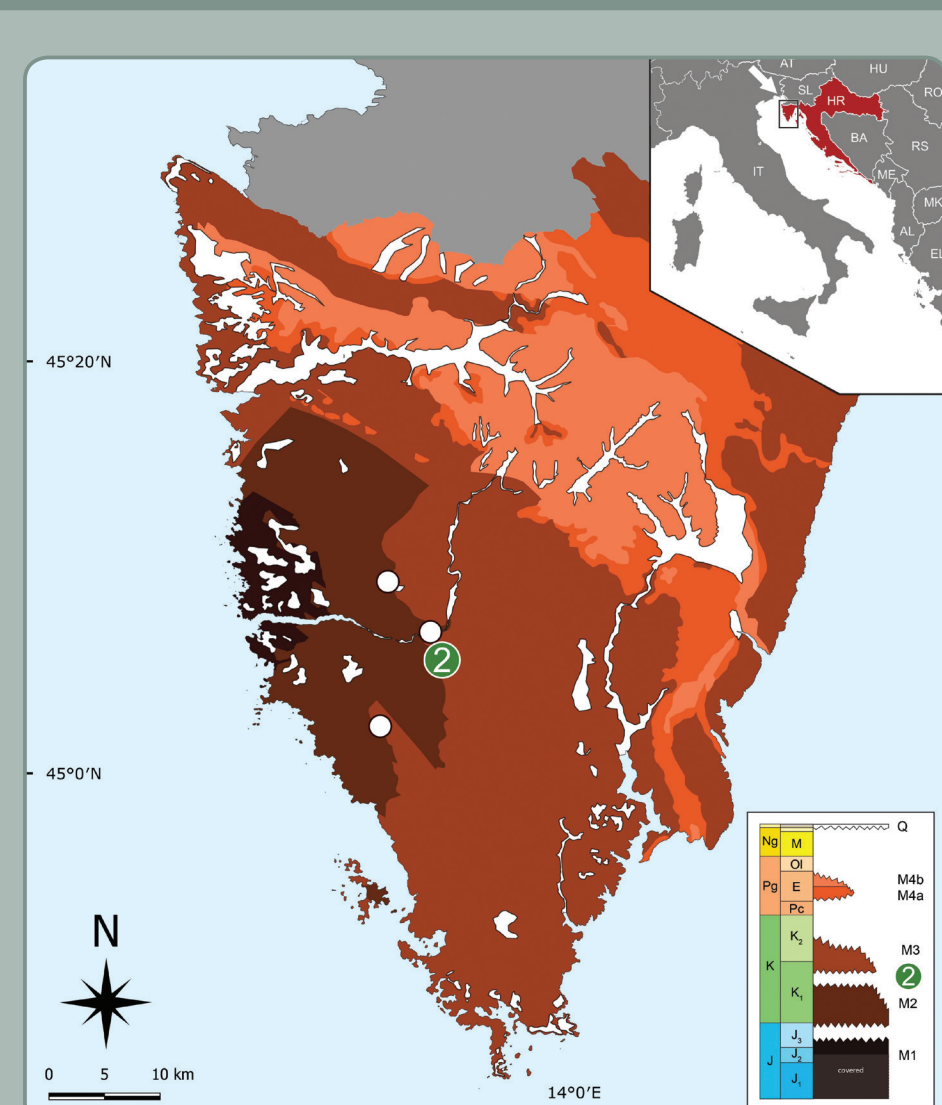 AT
HU
SL
HR
RO
BA
RS
IT
ME
MK
AL
EL
45°20′N
2
45°0′N
N
0 5 10 km
14°0′E
Q
Ng M
Ol
Pg E M4b
M4a
Pc
K₂
M3
K
2
K₁ M2
J₃
M1
J J₂
covered
J₁